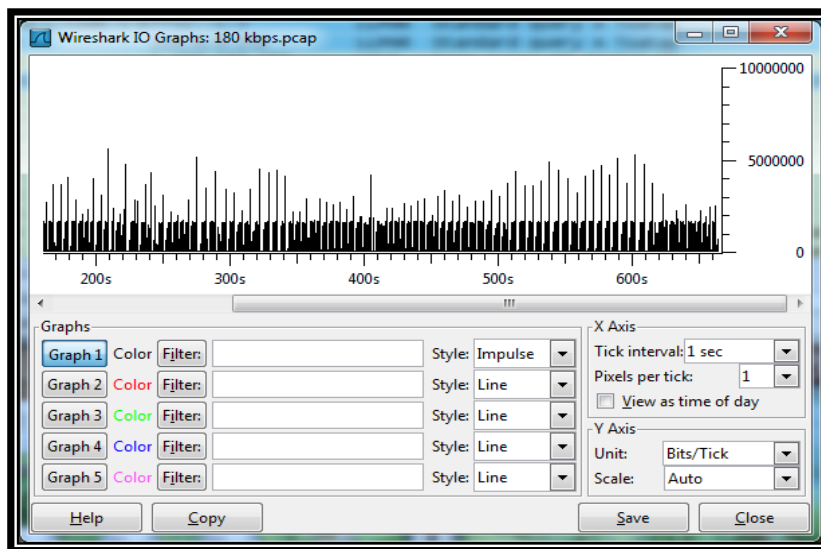 Wireshark IO Graphs: 180 kbps.pcap
10000000
5000000
0
200s 300s 400s 500s 600s
Graphs
Graph 1 Color Filter: Style: Impulse
Graph 2 Color Filter: Style: Line
Graph 3 Color Filter: Style: Line
Graph 4 Color Filter: Style: Line
Graph 5 Color Filter: Style: Line
X Axis
Tick interval: 1 sec
Pixels per tick: 1
View as time of day
Y Axis
Unit: Bits/Tick
Scale: Auto
Help Copy Save Close